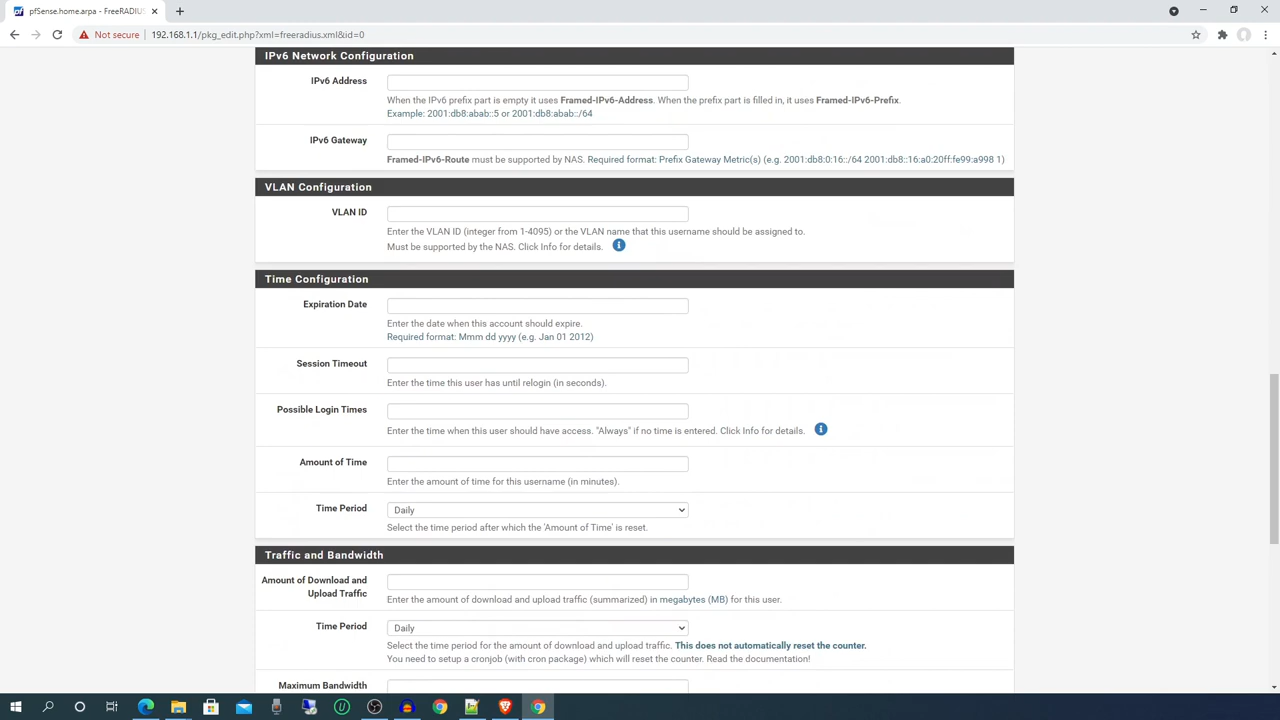 pfSense.home.arpa - FreeRADIUS
Not secure
192.168.1.1/pkg_edit.php?xml=freeradius.xml&id=0
IPv6 Network Configuration
IPv6 Address
When the IPv6 prefix part is empty it uses Framed-IPv6-Address. When the prefix part is filled in, it uses Framed-IPv6-Prefix.
Example: 2001:db8:abab::5 or 2001:db8:abab::/64
IPv6 Gateway
Framed-IPv6-Route must be supported by NAS. Required format: Prefix Gateway Metric(s) (e.g. 2001:db8:0:16::/64 2001:db8::16:a0:20ff:fe99:a998 1)
VLAN Configuration
VLAN ID
Enter the VLAN ID (integer from 1-4095) or the VLAN name that this username should be assigned to.
Must be supported by the NAS. Click Info for details.
Time Configuration
Expiration Date
Enter the date when this account should expire.
Required format: Mmm dd yyyy (e.g. Jan 01 2012)
Session Timeout
Enter the time this user has until relogin (in seconds).
Possible Login Times
Enter the time when this user should have access. "Always" if no time is entered. Click Info for details.
Amount of Time
Enter the amount of time for this username (in minutes).
Time Period
Daily
Select the time period after which the 'Amount of Time' is reset.
Traffic and Bandwidth
Amount of Download and
Upload Traffic
Enter the amount of download and upload traffic (summarized) in megabytes (MB) for this user.
Time Period
Daily
Select the time period for the amount of download and upload traffic. This does not automatically reset the counter.
You need to setup a cronjob (with cron package) which will reset the counter. Read the documentation!
Maximum Bandwidth